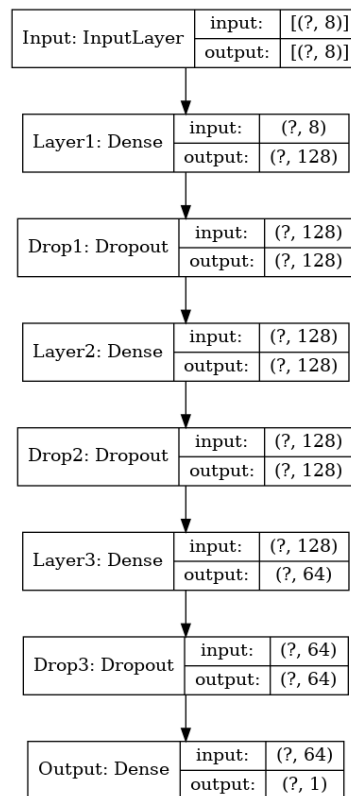 Input: InputLayer
input: [(?, 8)]
output: [(?, 8)]
Layer1: Dense
input: (?, 8)
output: (?, 128)
Drop1: Dropout
input: (?, 128)
output: (?, 128)
Layer2: Dense
input: (?, 128)
output: (?, 128)
Drop2: Dropout
input: (?, 128)
output: (?, 128)
Layer3: Dense
input: (?, 128)
output: (?, 64)
Drop3: Dropout
input: (?, 64)
output: (?, 64)
Output: Dense
input: (?, 64)
output: (?, 1)